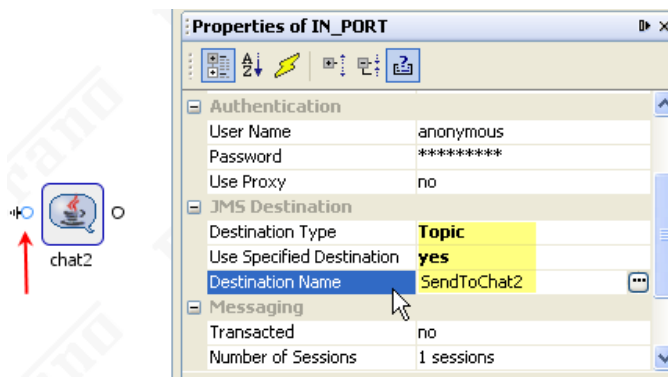 Properties of IN_PORT
Authentication
User Name anonymous
Password *********
Use Proxy no
JMS Destination
Destination Type Topic
Use Specified Destination yes
Destination Name SendToChat2
Messaging
Transacted no
Number of Sessions 1 sessions
chat2